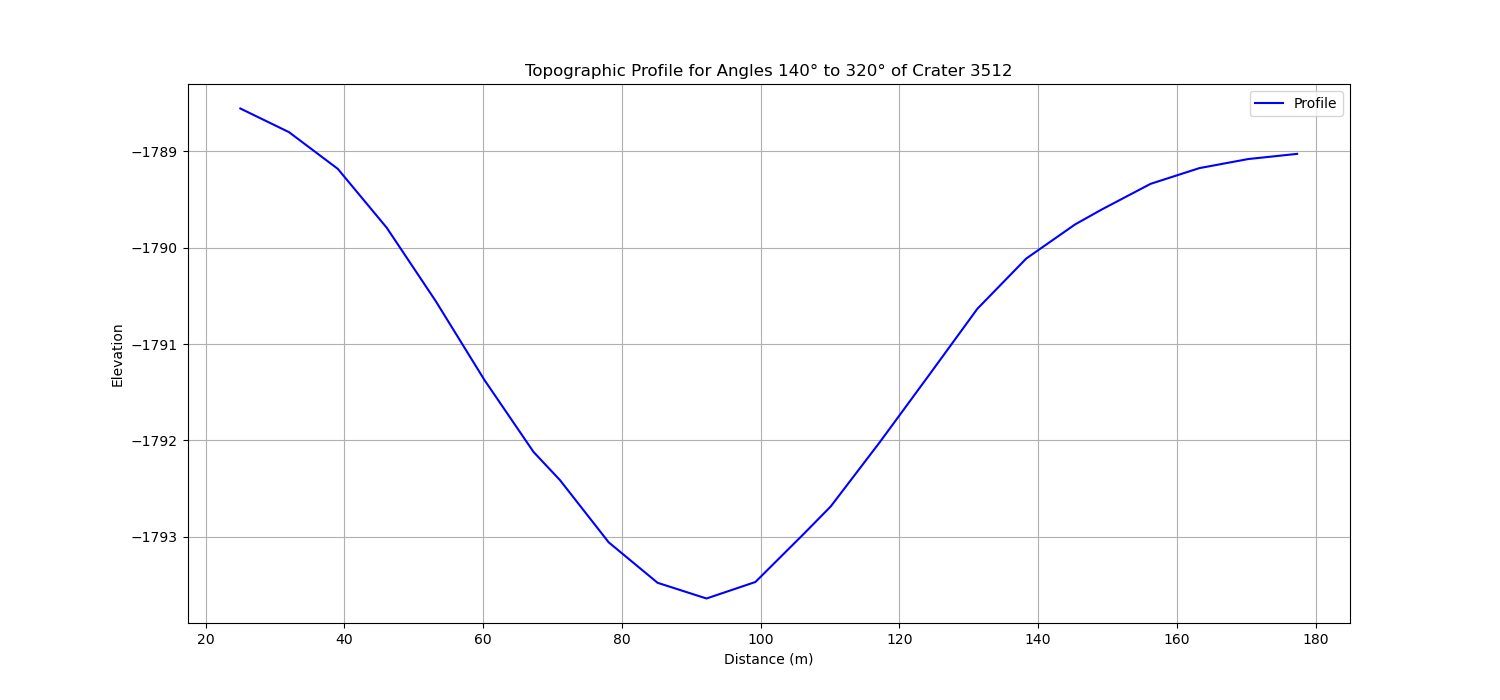 Topographic Profile for Angles 140° to 320° of Crater 3512
Profile
−1789
−1790
−1791
−1792
−1793
Elevation
20 40 60 80 100 120 140 160 180
Distance (m)